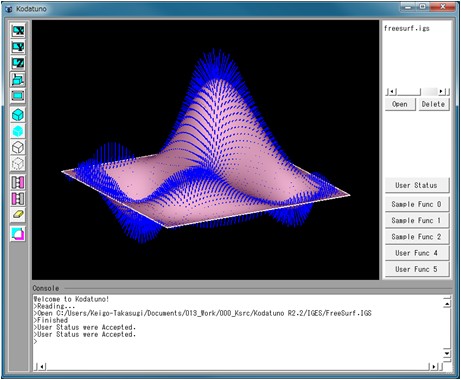 Kodatuno
freesurf.igs
Open Delete
User Status
Sample Func 0
Sample Func 1
Sample Func 2
User Func 4
User Func 5
Console
Welcome to Kodatuno!
>Reading...
>Open C:/Users/Keigo-Takasugi/Documents/013_Work/OOD_Ksrc/Kodatuno R2.2/IGES/FreeSurf.IGS
>Finished
>User Status were Accepted.
>User Status were Accepted.
>